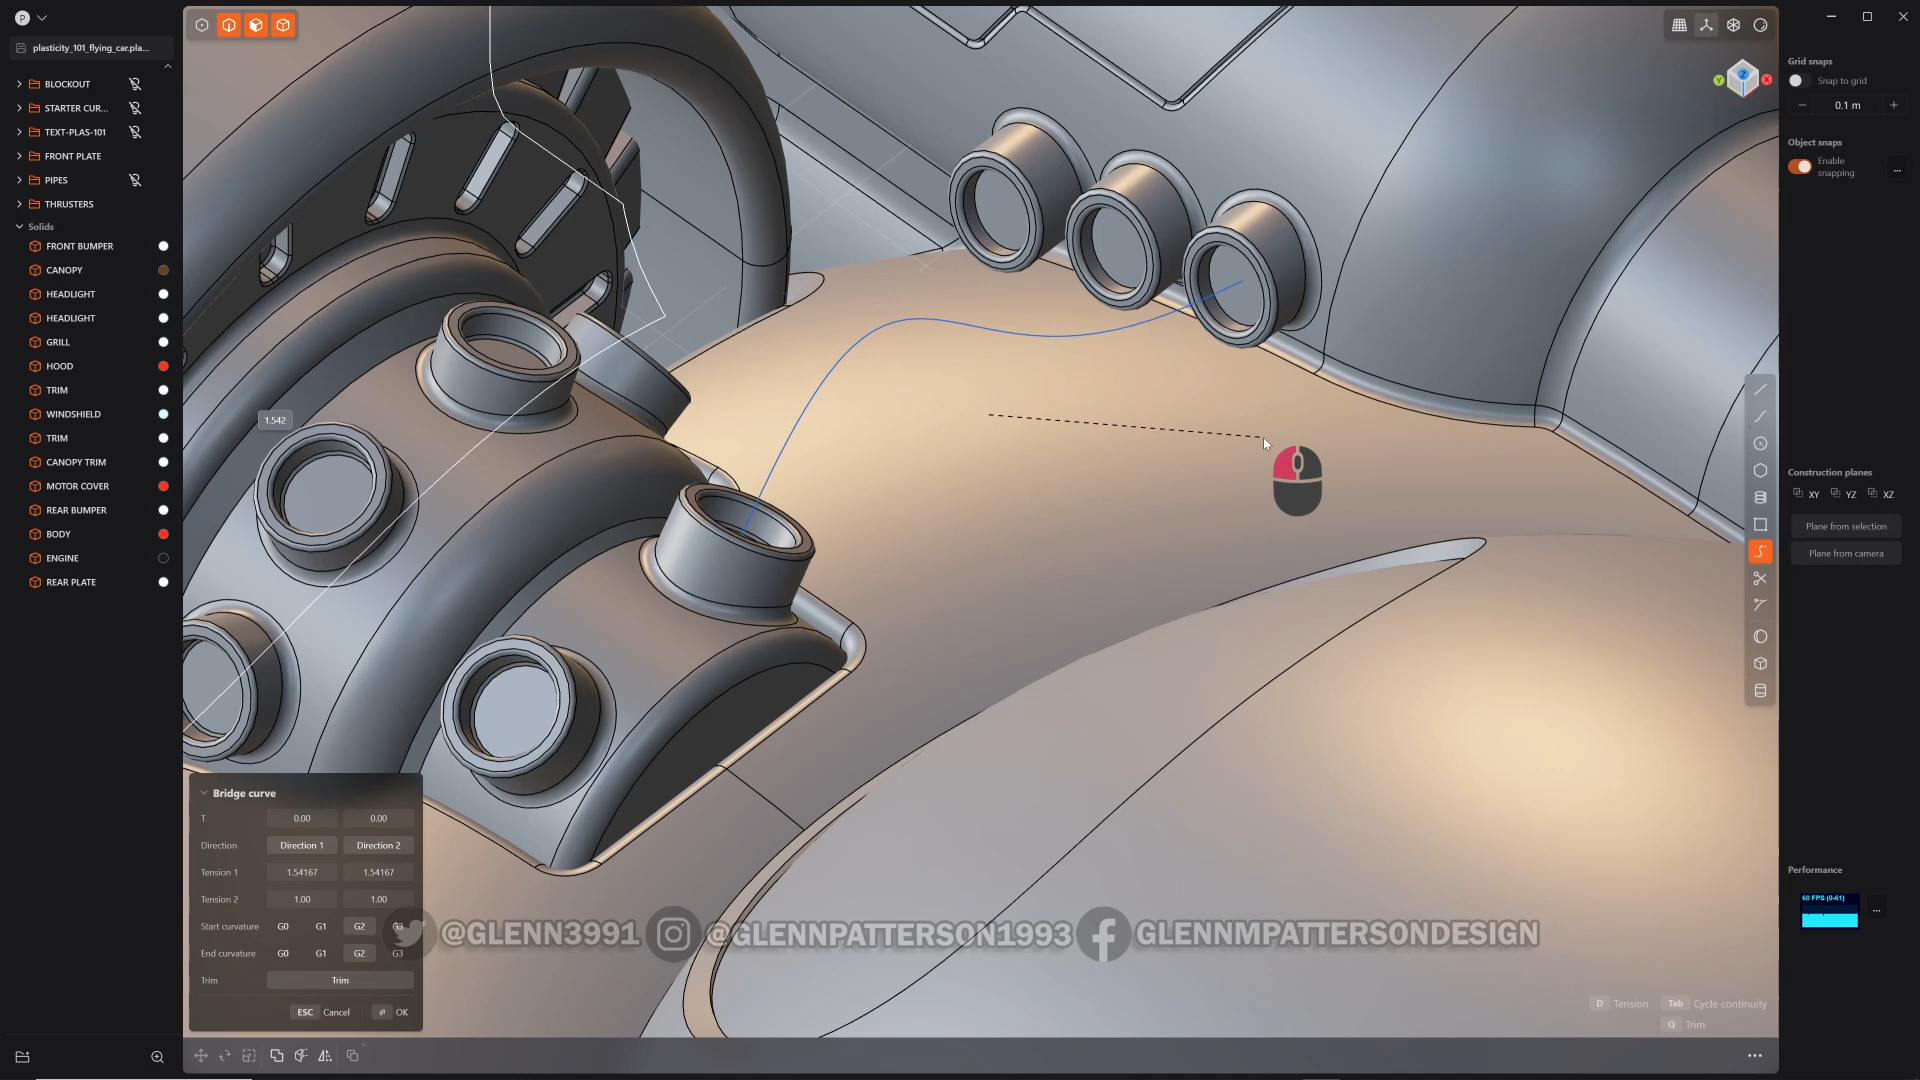 P
plasticity_101_flying_car.pla...
BLOCKOUT
STARTER CUR...
TEXT-PLAS-101
FRONT PLATE
PIPES
THRUSTERS
Solids
FRONT BUMPER
CANOPY
HEADLIGHT
HEADLIGHT
GRILL
HOOD
TRIM
WINDSHIELD
TRIM
CANOPY TRIM
MOTOR COVER
REAR BUMPER
BODY
ENGINE
REAR PLATE
1.542
Z
Y
X
Grid snaps
Snap to grid
0.1 m
Object snaps
Enable
snapping
...
Construction planes
XY YZ XZ
Plane from selection
Plane from camera
Performance
60 FPS (0-61)
...
Bridge curve
T 0.00 0.00
Direction Direction 1 Direction 2
Tension 1 1.54167 1.54167
Tension 2 1.00 1.00
Start curvature G0 G1 G2 G3
End curvature G0 G1 G2 G3
Trim Trim
ESC Cancel OK
@GLENN3991 @GLENNPATTERSON1993 GLENNMPATTERSONDESIGN
D Tension Tab Cycle continuity
Q Trim